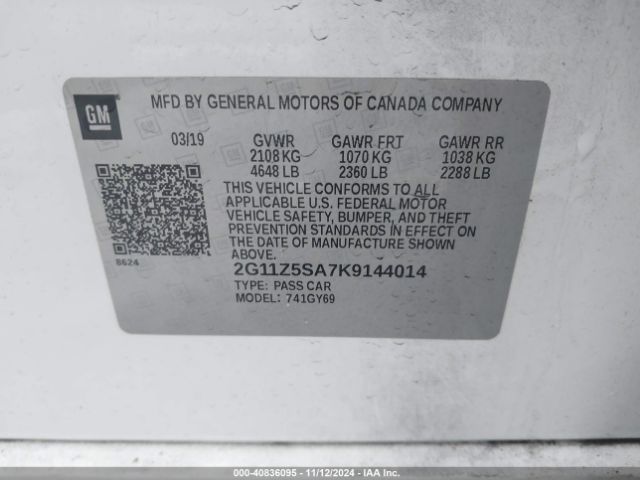 GM
MFD BY GENERAL MOTORS OF CANADA COMPANY
03/19 GVWR GAWR FRT GAWR RR
2108 KG 1070 KG 1038 KG
4648 LB 2360 LB 2288 LB
THIS VEHICLE CONFORMS TO ALL
APPLICABLE U.S. FEDERAL MOTOR
VEHICLE SAFETY, BUMPER, AND THEFT
PREVENTION STANDARDS IN EFFECT ON
THE DATE OF MANUFACTURE SHOWN
ABOVE.
8624
2G11Z5SA7K9144014
TYPE: PASS CAR
MODEL: 741GY69
000-40836095 - 11/12/2024 - IAA Inc.